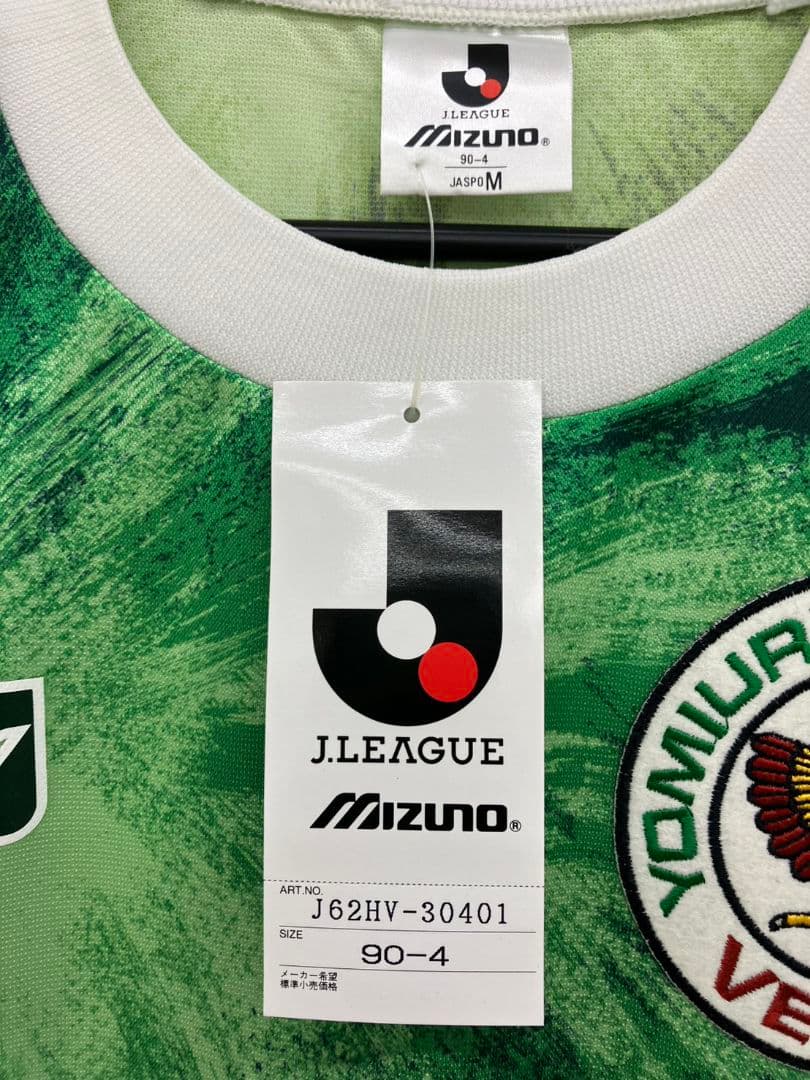 J.LEAGUE
MIZUNO®
90-4
JASPO M
J.LEAGUE
MIZUNO®
ART.NO.
J62HV-30401
SIZE
90-4
メーカー希望
標準小売価格
YOMIUR
VE